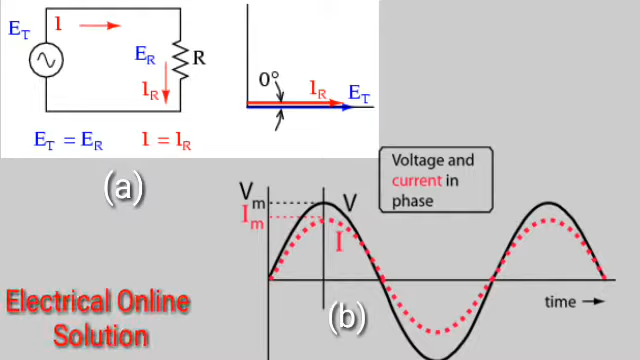 E_T
I
E_R
R
I_R
E_T = E_R
I = I_R
0°
I_R
E_T
(a)
Voltage and
current in
phase
V_m
I_m
V
I
time
(b)
Electrical Online
Solution